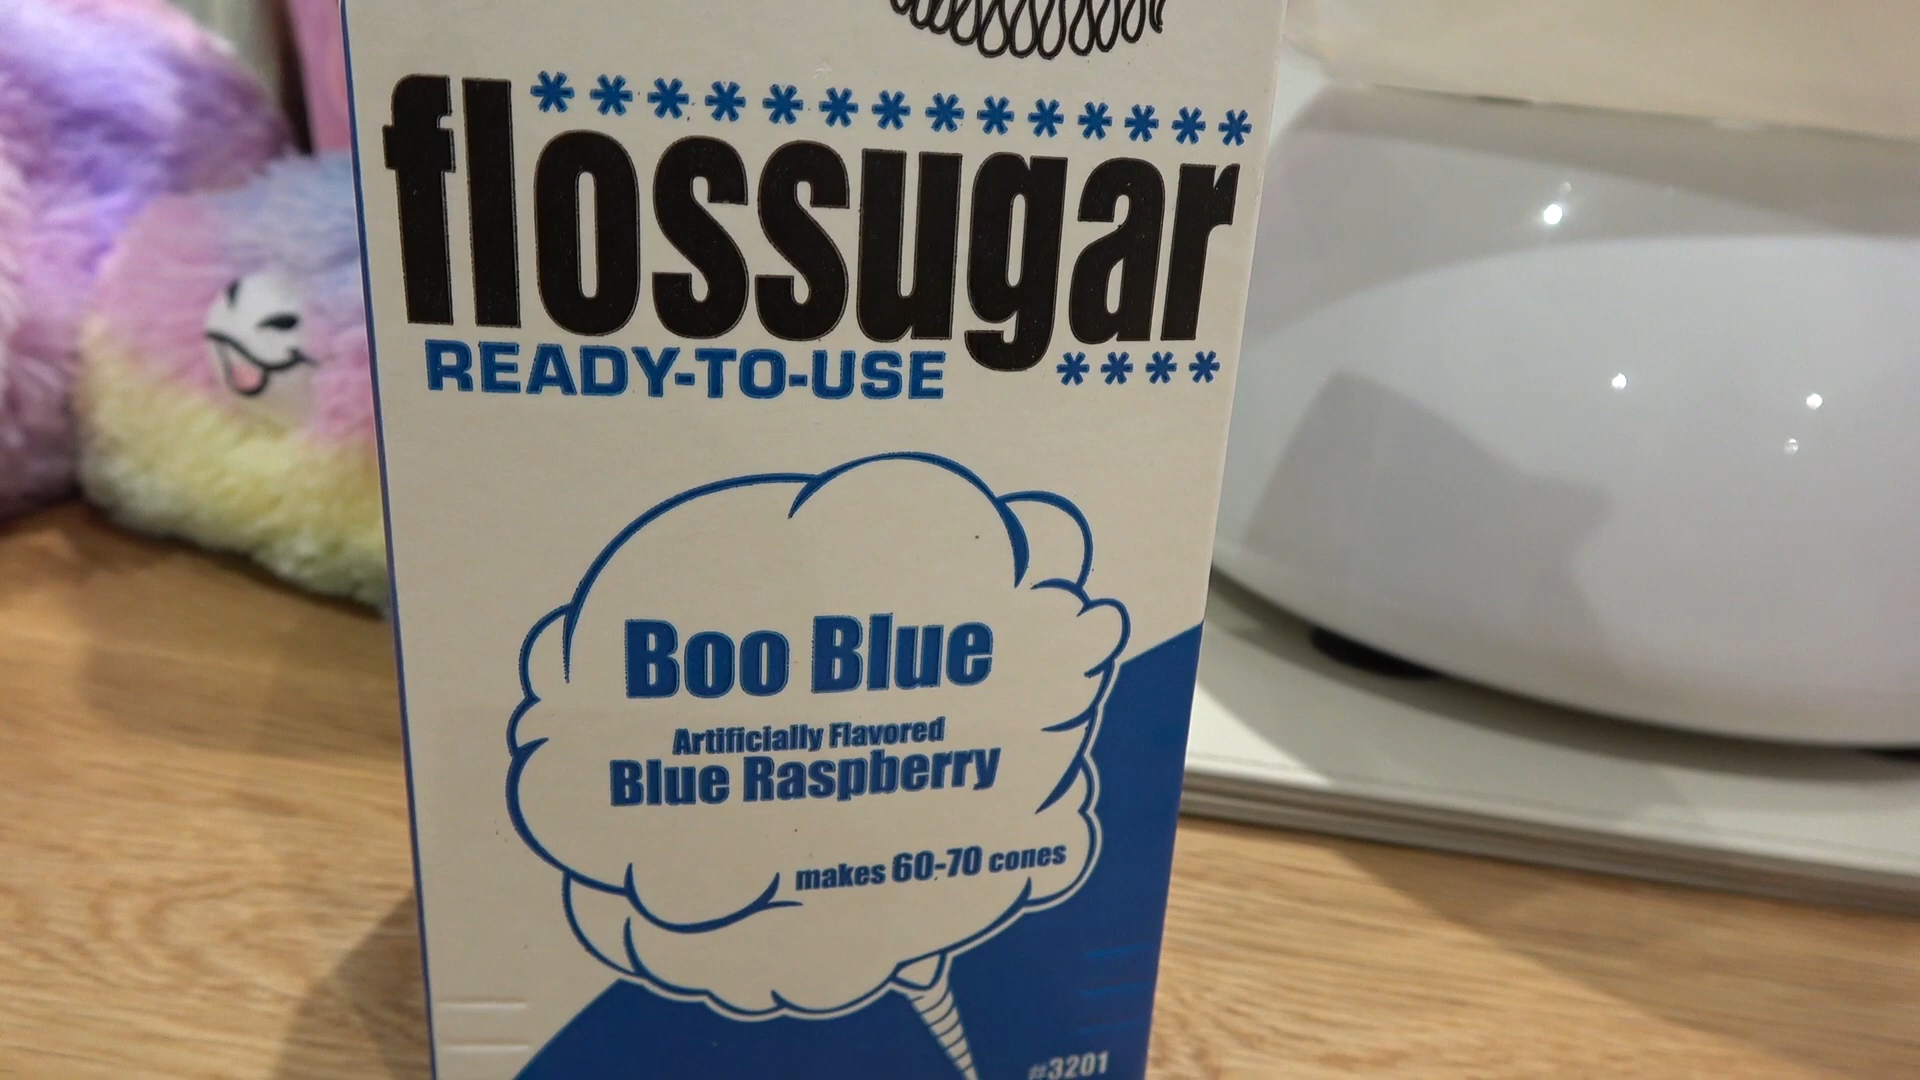 flossugar
READY-TO-USE
Boo Blue
Artificially Flavored
Blue Raspberry
makes 60-70 cones
#3201